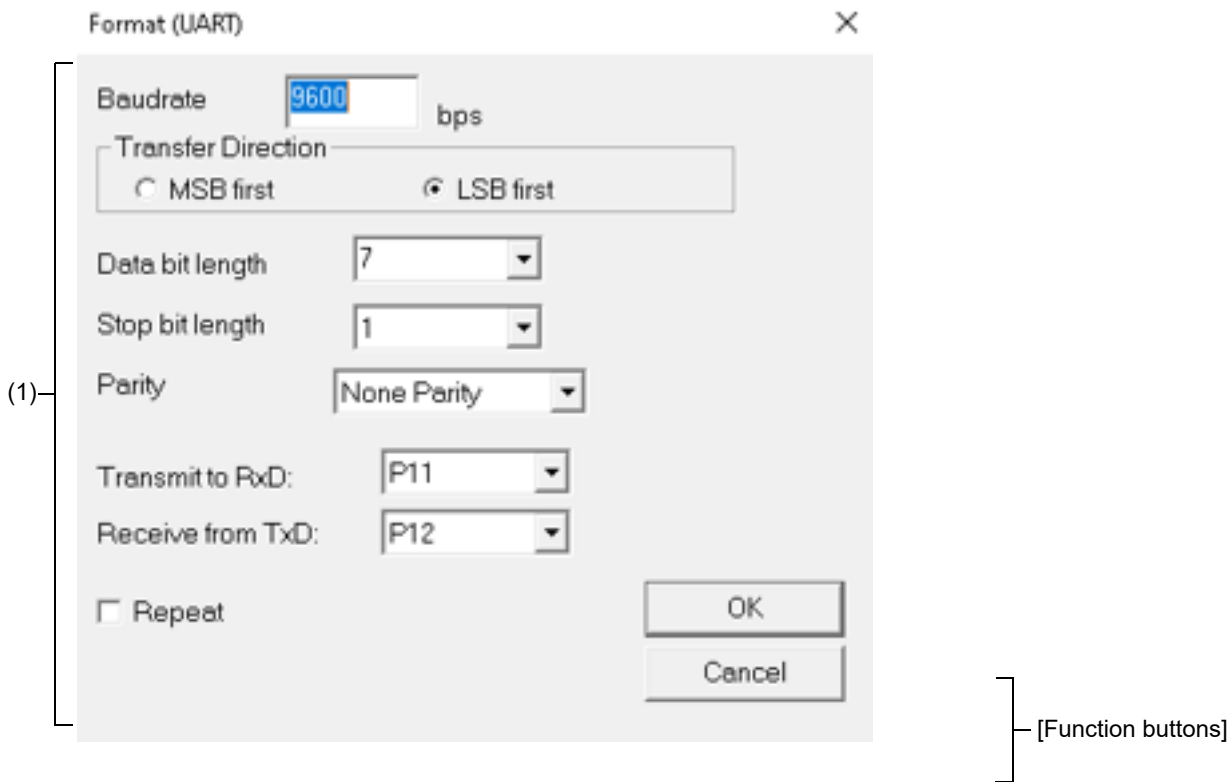 Format (UART)
Baudrate 9600 bps
Transfer Direction
MSB first LSB first
Data bit length 7
Stop bit length 1
(1)
Parity None Parity
Transmit to RxD: P11
Receive from TxD: P12
Repeat
OK
Cancel
[Function buttons]